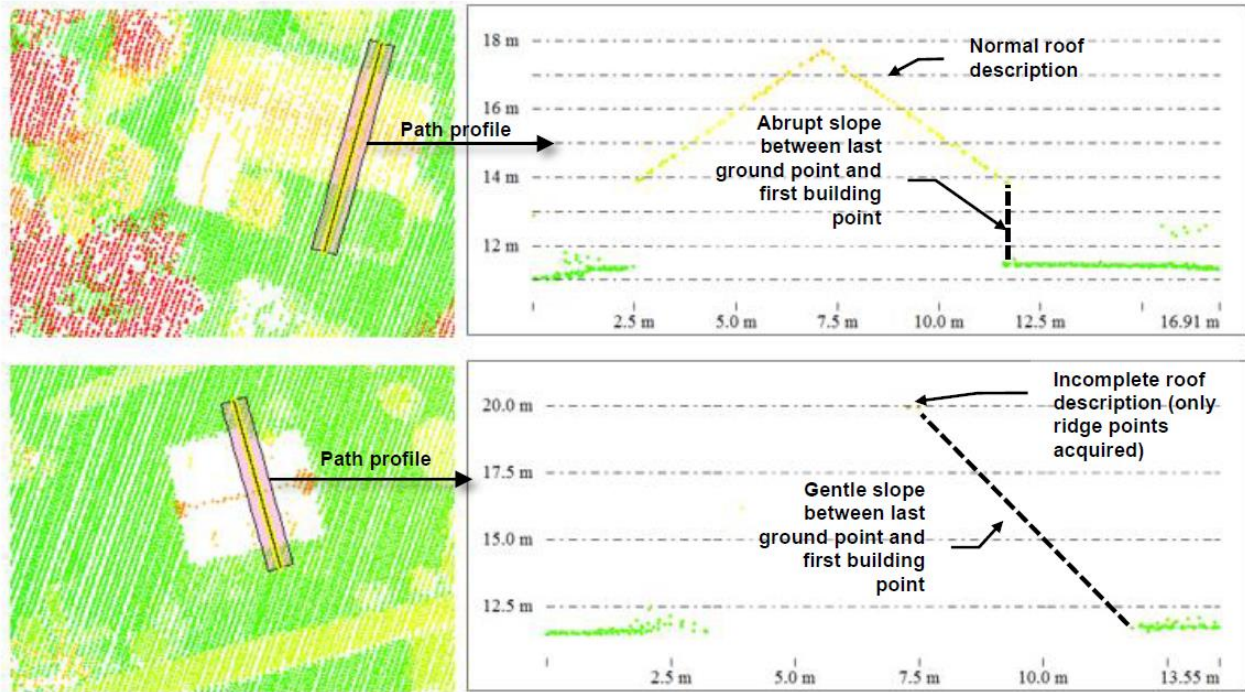 Path profile
18 m
16 m
14 m
12 m
Normal roof
description
Abrupt slope
between last
ground point and
first building
point
2.5 m
5.0 m
7.5 m
10.0 m
12.5 m
16.91 m
Path profile
20.0 m
17.5 m
15.0 m
12.5 m
Incomplete roof
description (only
ridge points
acquired)
Gentle slope
between last
ground point and
first building
point
2.5 m
5.0 m
7.5 m
10.0 m
13.55 m